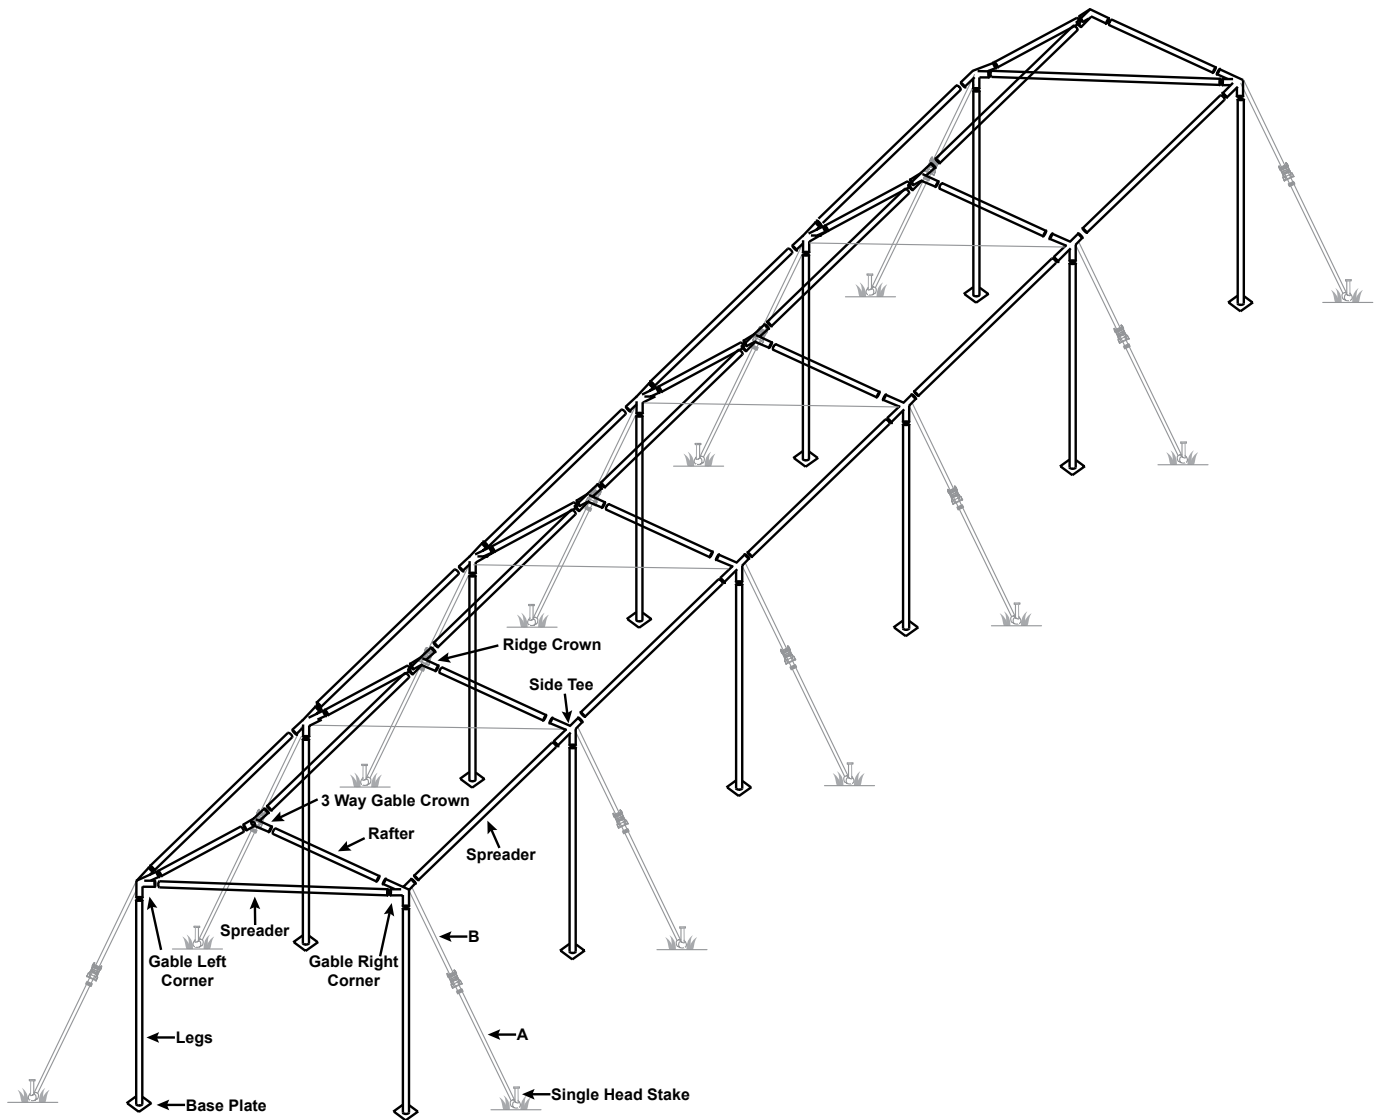 Ridge Crown
Side Tee
3 Way Gable Crown
Rafter
Spreader
Spreader
B
Gable Left
Corner
Gable Right
Corner
Legs
A
Single Head Stake
Base Plate